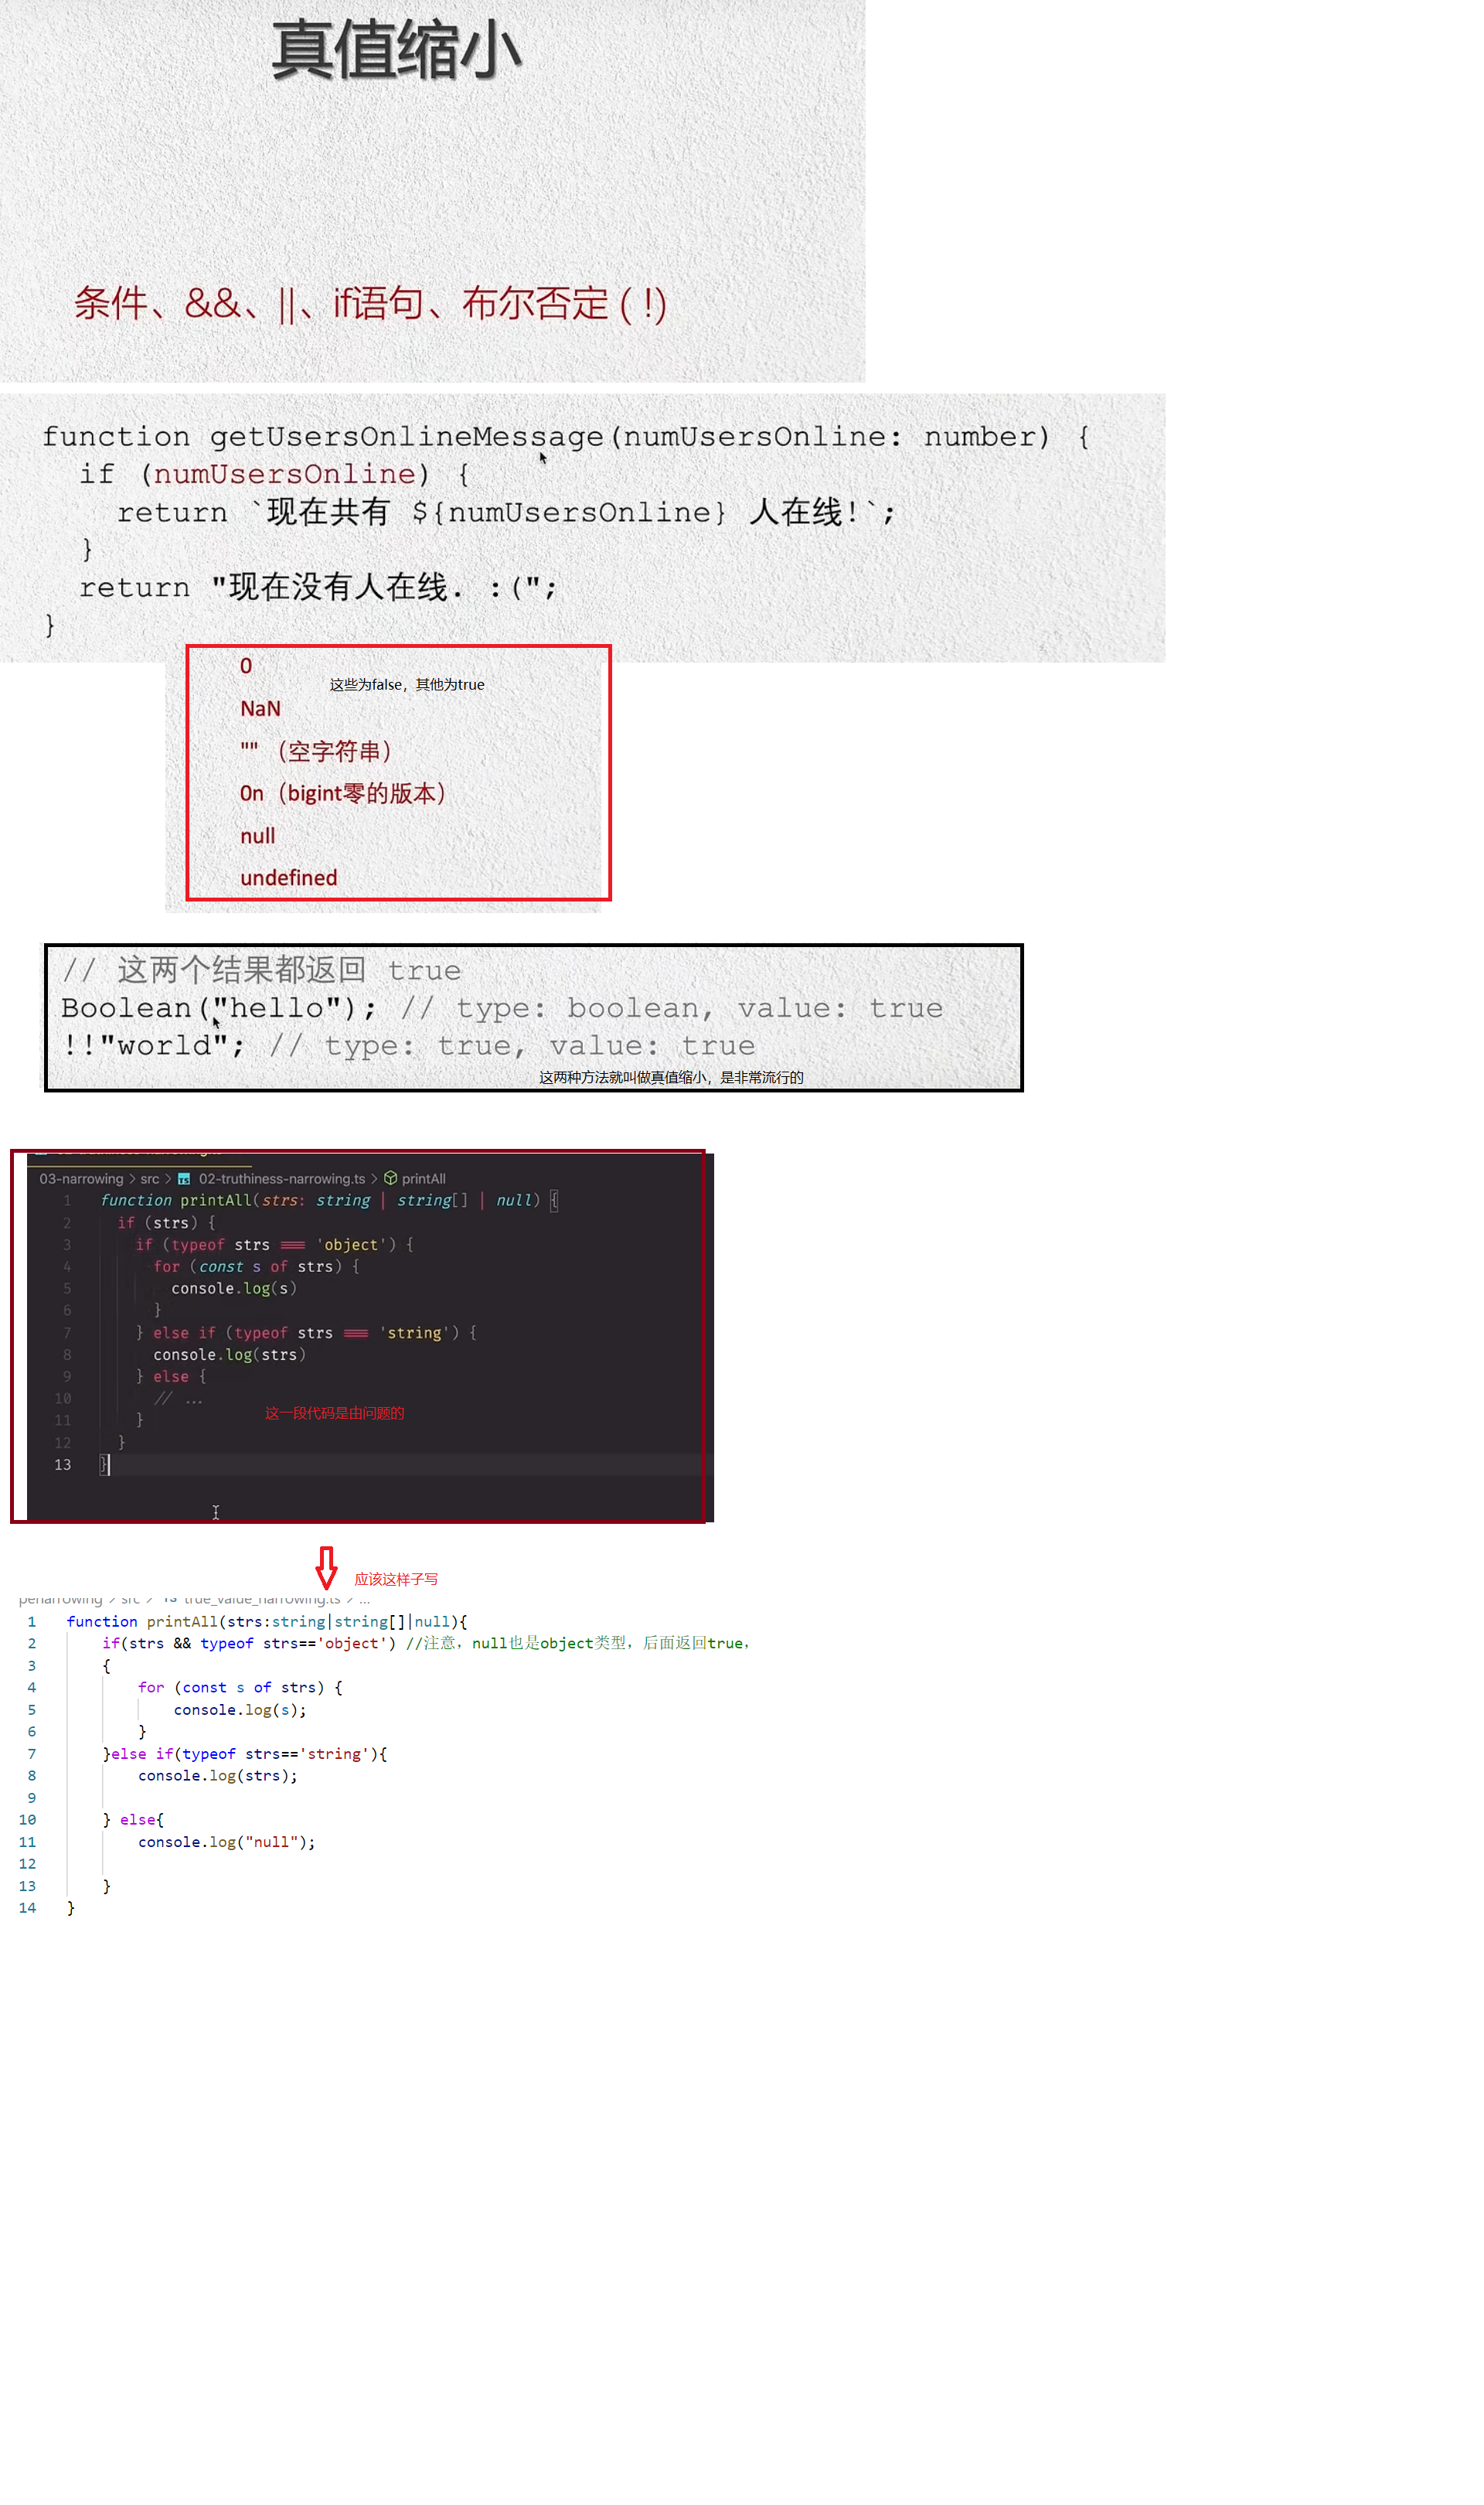 真值缩小
条件、&&、||、if语句、布尔否定 ( !)
function getUsersOnlineMessage(numUsersOnline: number) {
if (numUsersOnline) {
return `现在共有 ${numUsersOnline} 人在线!`;
}
return "现在没有人在线. :(";
}
0
这些为false，其他为true
NaN
"" （空字符串）
0n（bigint零的版本）
null
undefined
// 这两个结果都返回 true
Boolean("hello"); // type: boolean, value: true
!!"world"; // type: true, value: true
这两种方法就叫做真值缩小，是非常流行的
03-narrowing > src > TS 02-truthiness-narrowing.ts > printAll
1 function printAll(strs: string | string[] | null) {
2 if (strs) {
3 if (typeof strs === 'object') {
4 for (const s of strs) {
5 console.log(s)
6 }
7 } else if (typeof strs === 'string') {
8 console.log(strs)
9 } else {
10 // ...
11 }
12 }
13 }
这一段代码是由问题的
应该这样子写
penarrowing > src > TS true_value_narrowing.ts > ...
1 function printAll(strs:string|string[]|null){
2 if(strs && typeof strs=='object') //注意，null也是object类型，后面返回true，
3 {
4 for (const s of strs) {
5 console.log(s);
6 }
7 }else if(typeof strs=='string'){
8 console.log(strs);
9
10 } else{
11 console.log("null");
12
13 }
14 }